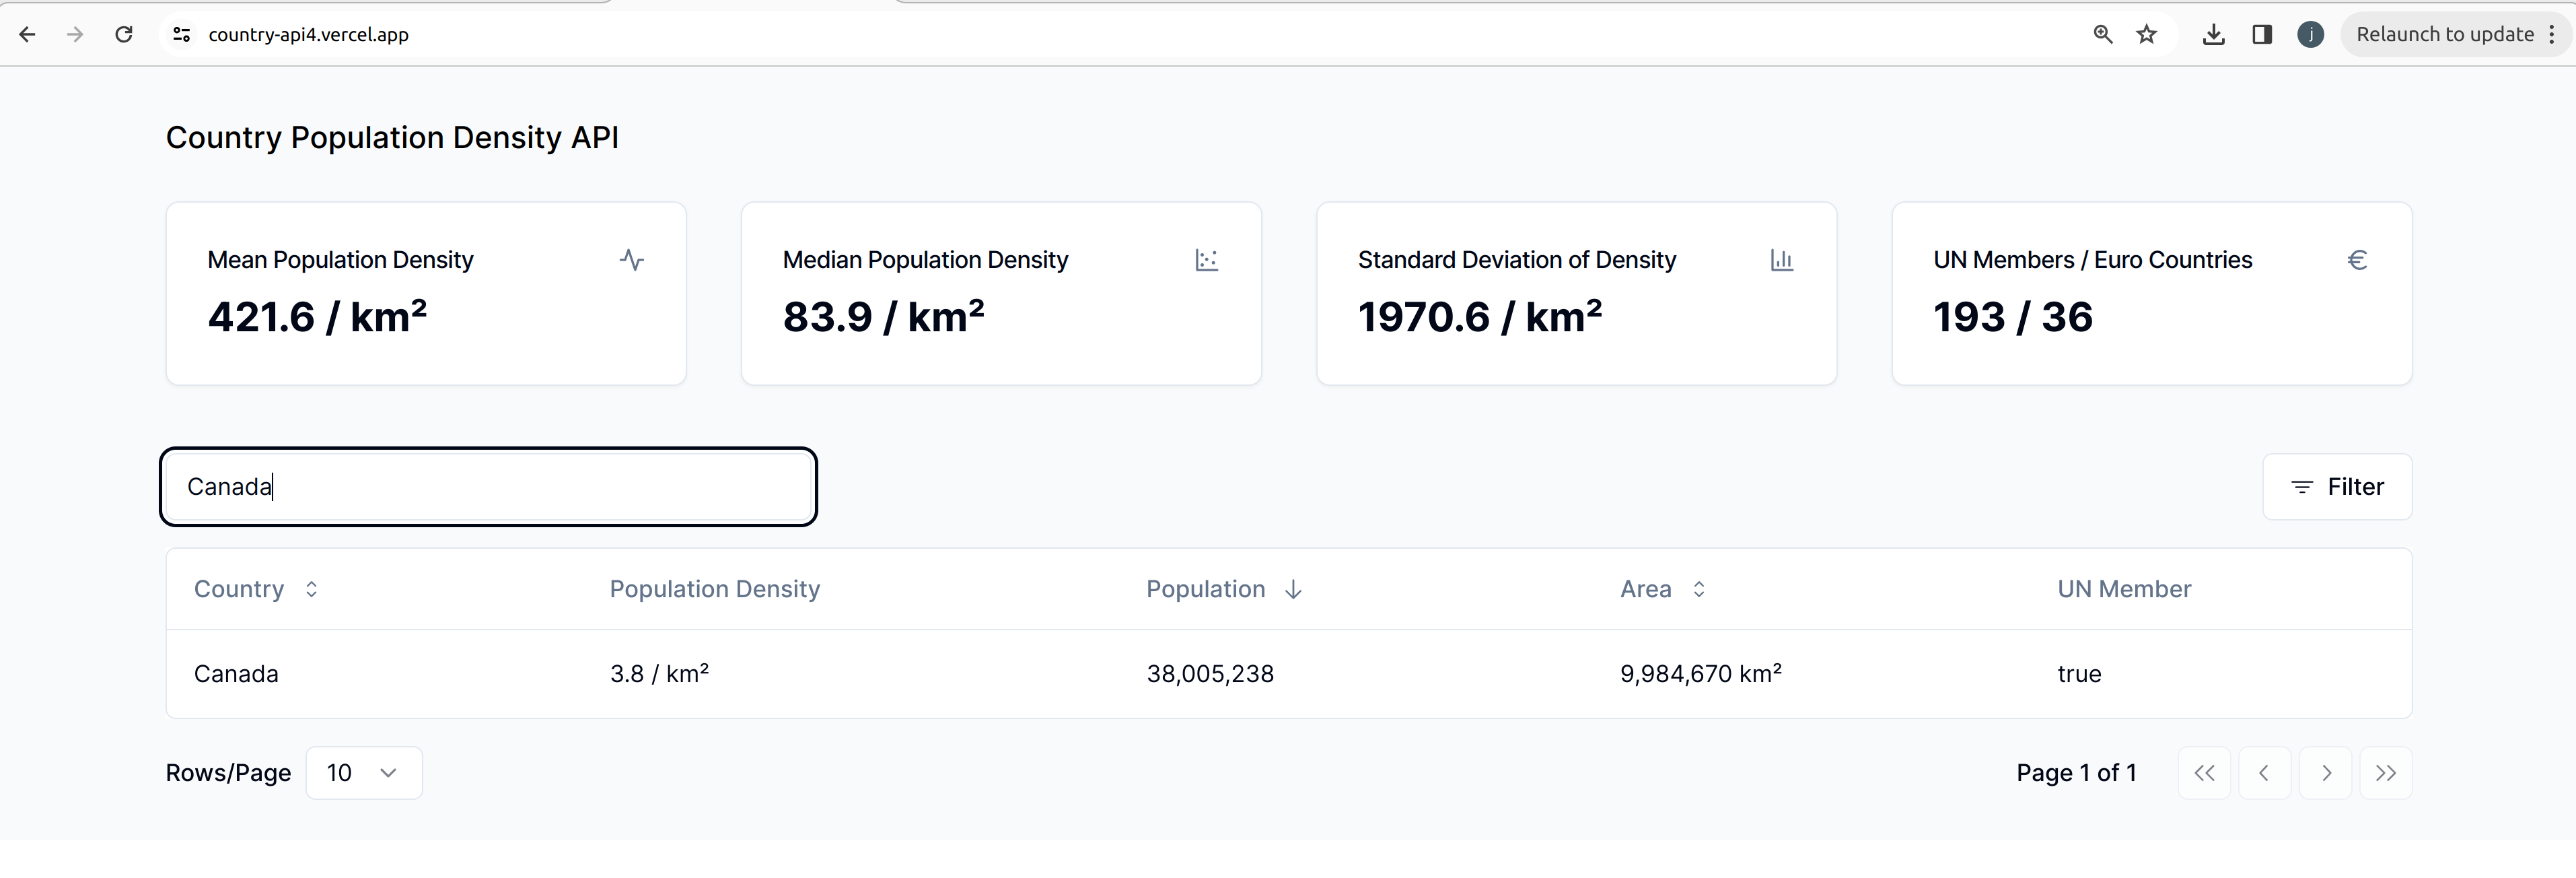 country-api4.vercel.app
j
Relaunch to update
Country Population Density API
Mean Population Density
421.6 / km²
Median Population Density
83.9 / km²
Standard Deviation of Density
1970.6 / km²
UN Members / Euro Countries
€
193 / 36
Canada
Filter
Country Population Density Population Area UN Member
Canada 3.8 / km² 38,005,238 9,984,670 km² true
Rows/Page 10 Page 1 of 1